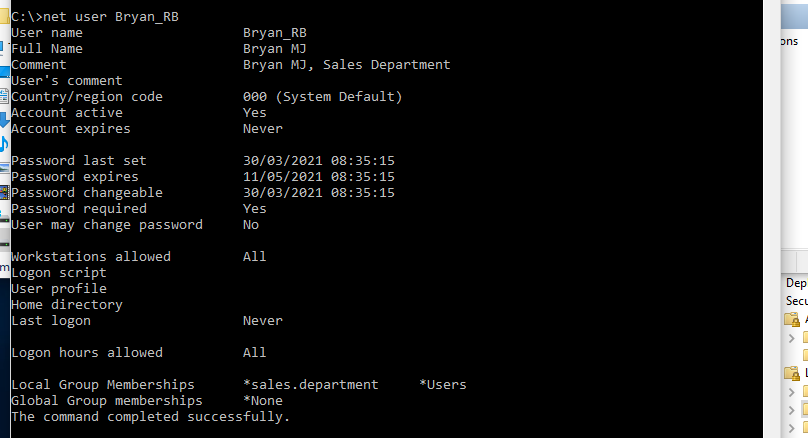 C:\>net user Bryan_RB
User name Bryan_RB
Full Name Bryan MJ
Comment Bryan MJ, Sales Department
User's comment
Country/region code 000 (System Default)
Account active Yes
Account expires Never
Password last set 30/03/2021 08:35:15
Password expires 11/05/2021 08:35:15
Password changeable 30/03/2021 08:35:15
Password required Yes
User may change password No
Workstations allowed All
Logon script
User profile
Home directory
Last logon Never
Logon hours allowed All
Local Group Memberships *sales.department *Users
Global Group memberships *None
The command completed successfully.
ons
Dep
Secu